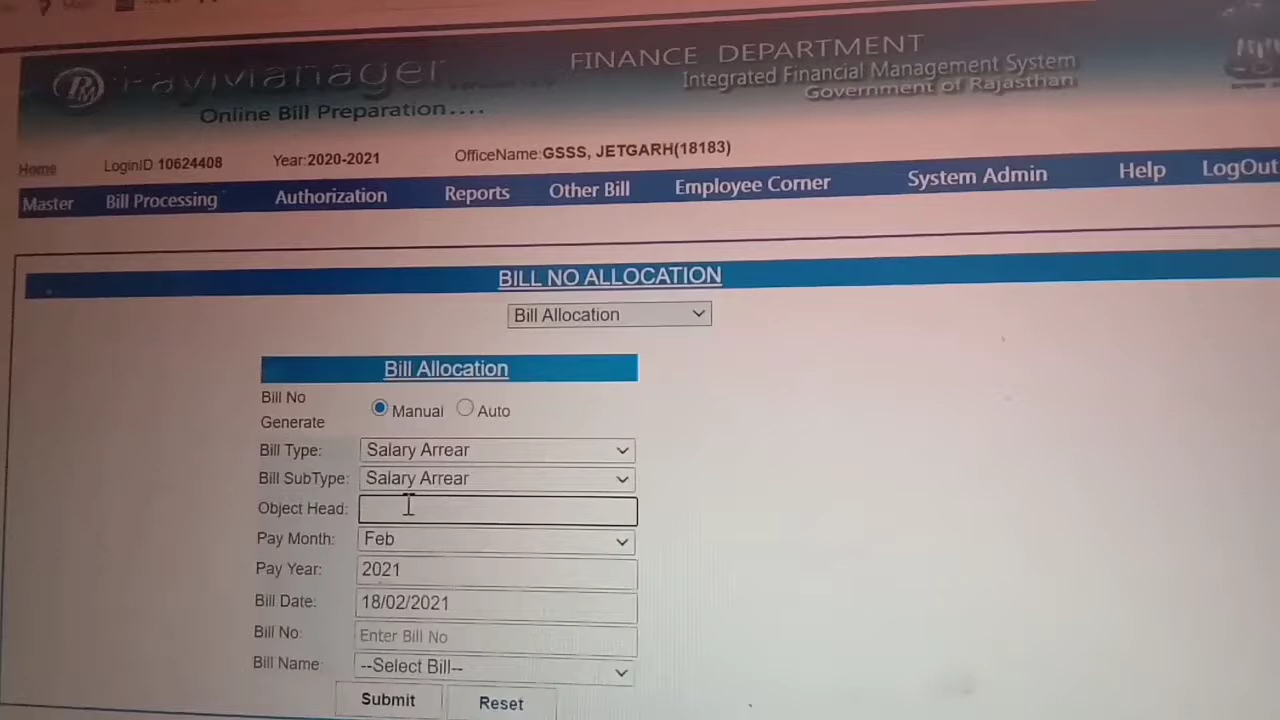 PayManager
FINANCE DEPARTMENT
Integrated Financial Management System
Government of Rajasthan
Online Bill Preparation....
Home LoginID 10624408 Year:2020-2021 OfficeName:GSSS, JETGARH(18183)
Master Bill Processing Authorization Reports Other Bill Employee Corner System Admin Help LogOut
BILL NO ALLOCATION
Bill Allocation
Bill Allocation
Bill No Generate Manual Auto
Bill Type: Salary Arrear
Bill SubType: Salary Arrear
Object Head:
Pay Month: Feb
Pay Year: 2021
Bill Date: 18/02/2021
Bill No: Enter Bill No
Bill Name: --Select Bill--
Submit Reset